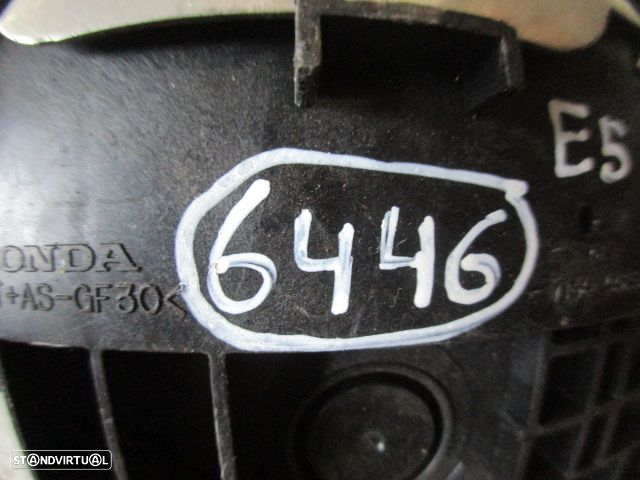 E5
6446
ONDA
+AS-GF30<
STANDVIRTUAL